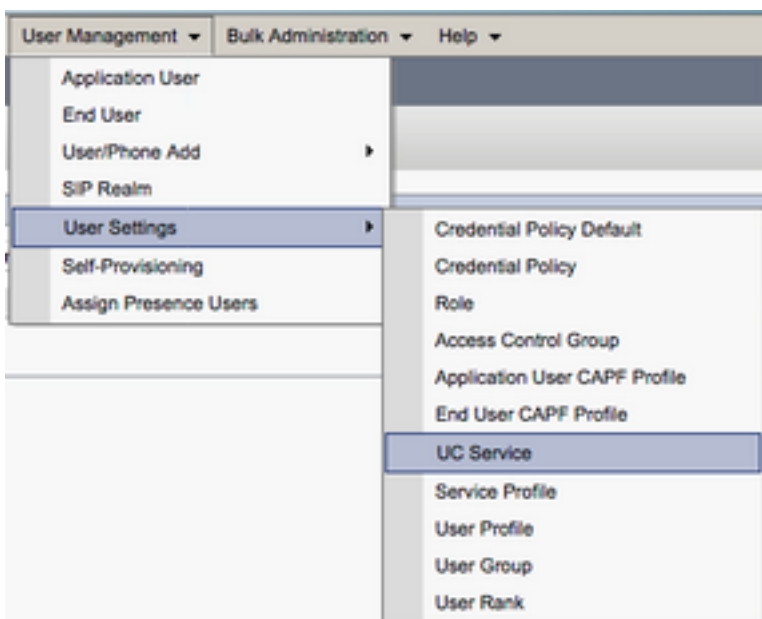 User Management Bulk Administration Help
Application User
End User
User/Phone Add
SIP Realm
User Settings
Self-Provisioning
Assign Presence Users
Credential Policy Default
Credential Policy
Role
Access Control Group
Application User CAPF Profile
End User CAPF Profile
UC Service
Service Profile
User Profile
User Group
User Rank